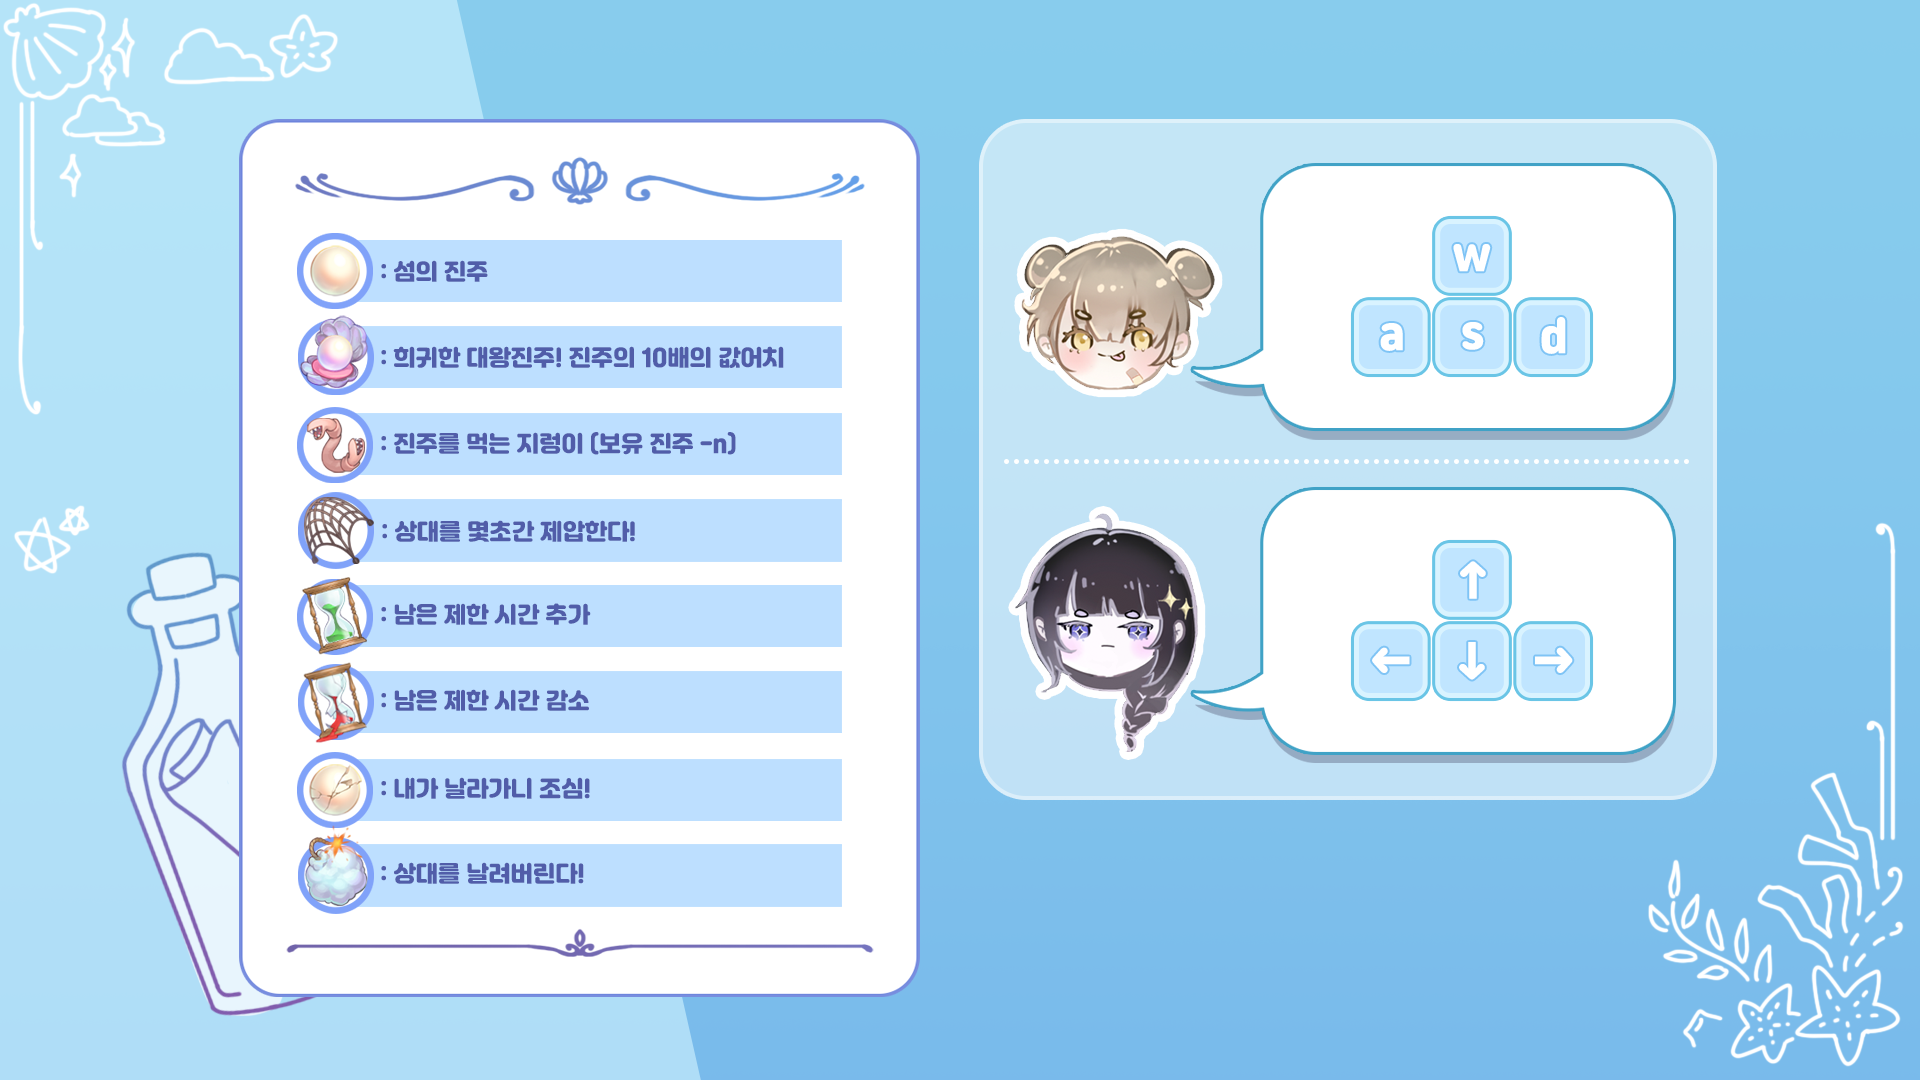 : 섬의 진주
: 희귀한 대왕진주! 진주의 10배의 값어치
: 진주를 먹는 지렁이 (보유 진주 -n)
: 상대를 몇초간 제압한다!
: 남은 제한 시간 추가
: 남은 제한 시간 감소
: 내가 날라가니 조심!
: 상대를 날려버린다!
w
a s d
↑
← ↓ →